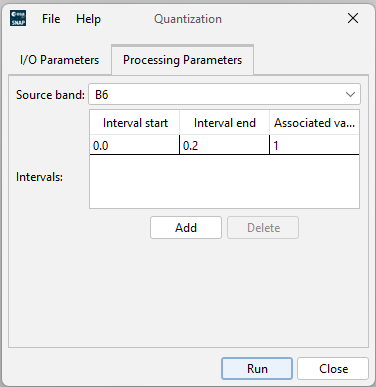 esa
SNAP
File Help Quantization
I/O Parameters Processing Parameters
Source band: B6
Interval start Interval end Associated va...
0.0 0.2 1
Intervals:
Add Delete
Run Close